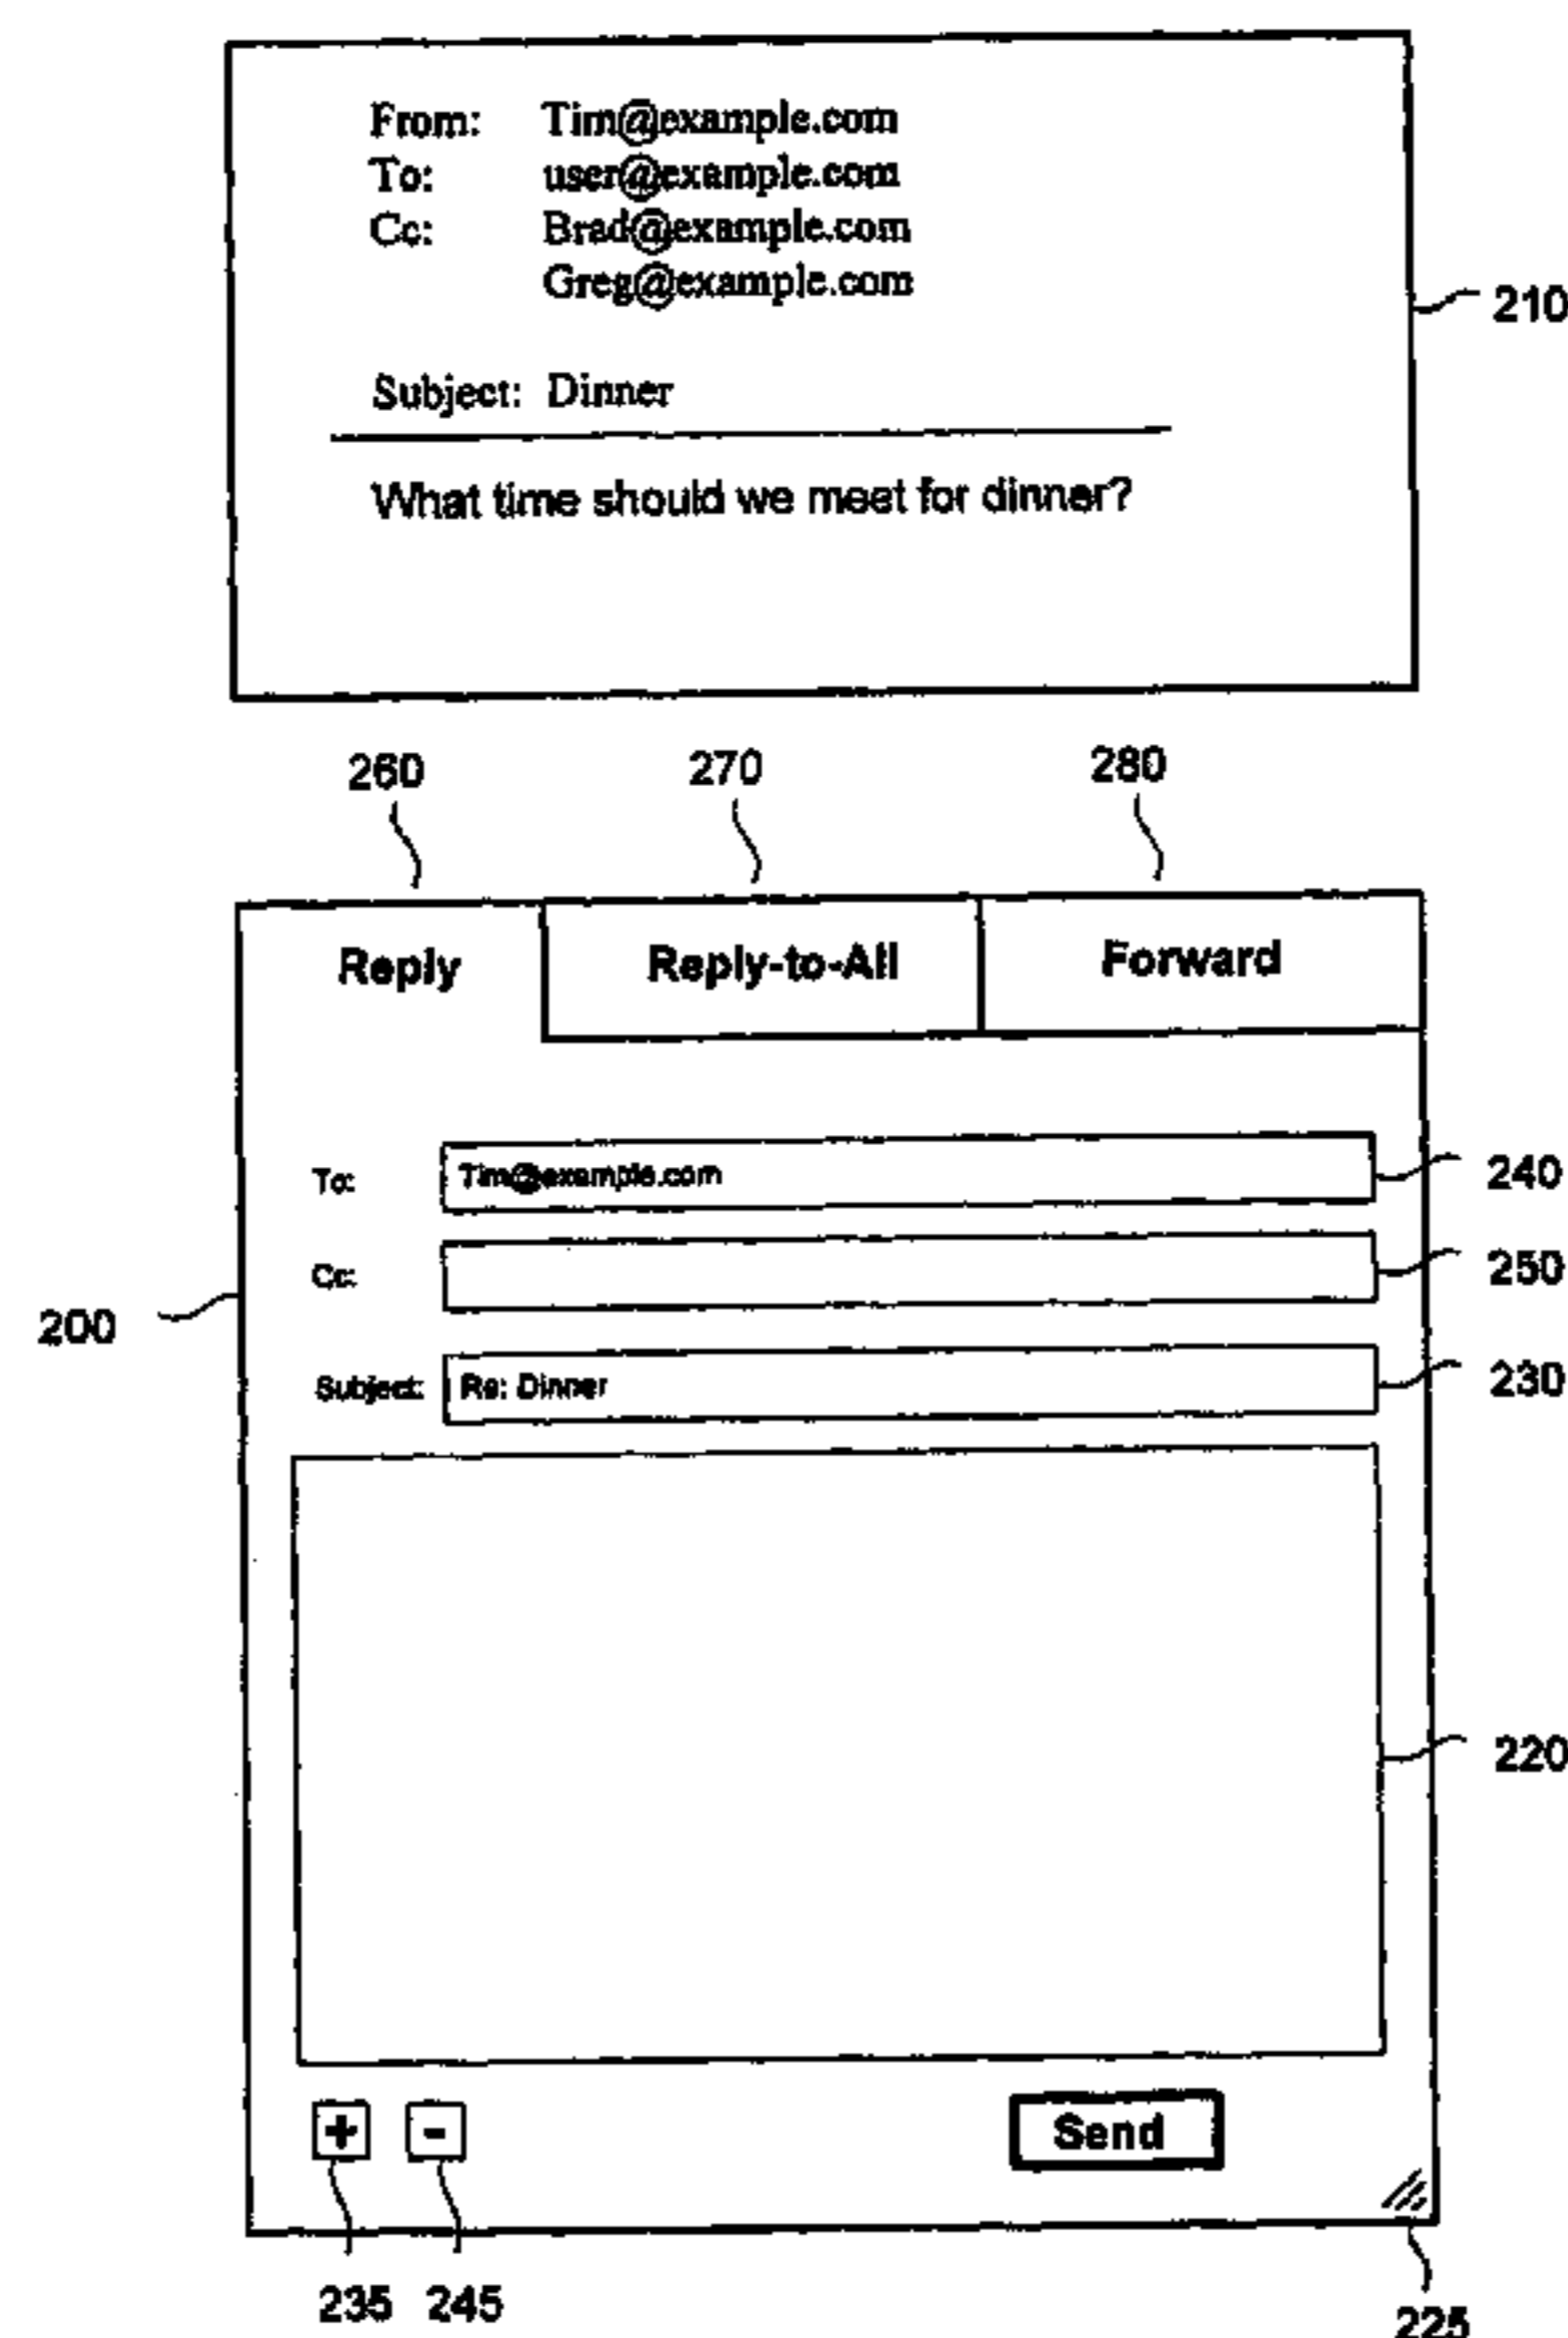 From: Tim@example.com
To: user@example.com
Cc: Brad@example.com
Greg@example.com
210
Subject: Dinner
What time should we meet for dinner?
260 270 280
Reply Reply-to-All Forward
To: Tim@example.com 240
Cc: 250
200
Subject: Re: Dinner 230
220
+ - Send
235 245 225